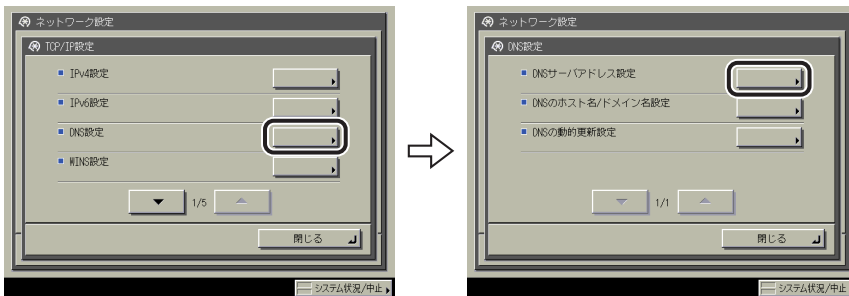 ネットワーク設定
TCP/IP設定
IPv4設定
IPv6設定
DNS設定
WINS設定
1/5
閉じる
システム状況/中止
ネットワーク設定
DNS設定
DNSサーバアドレス設定
DNSのホスト名/ドメイン名設定
DNSの動的更新設定
1/1
閉じる
システム状況/中止